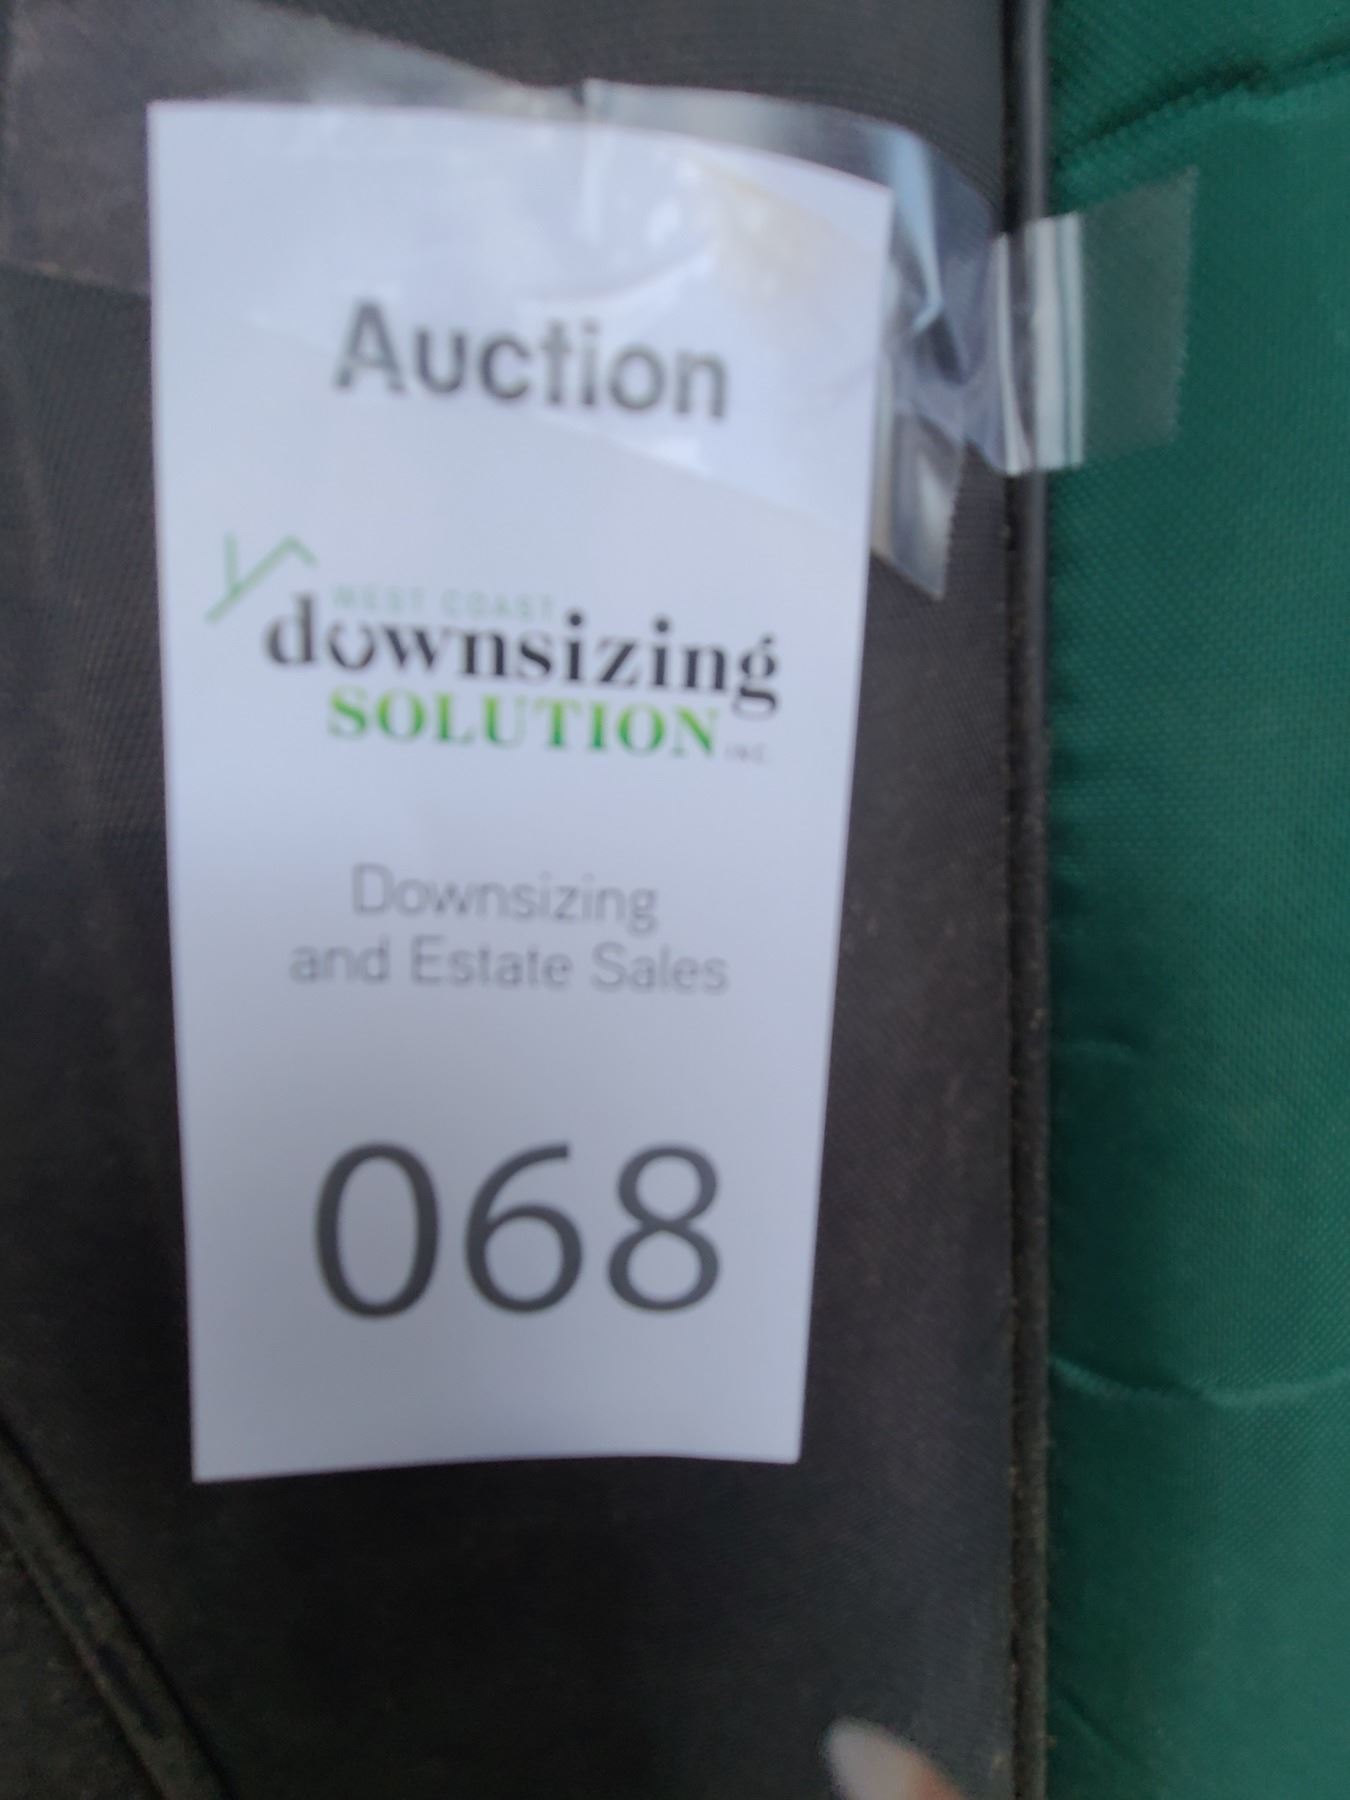 Auction
WEST COAST
downsizing
SOLUTION INC.
Downsizing
and Estate Sales
068